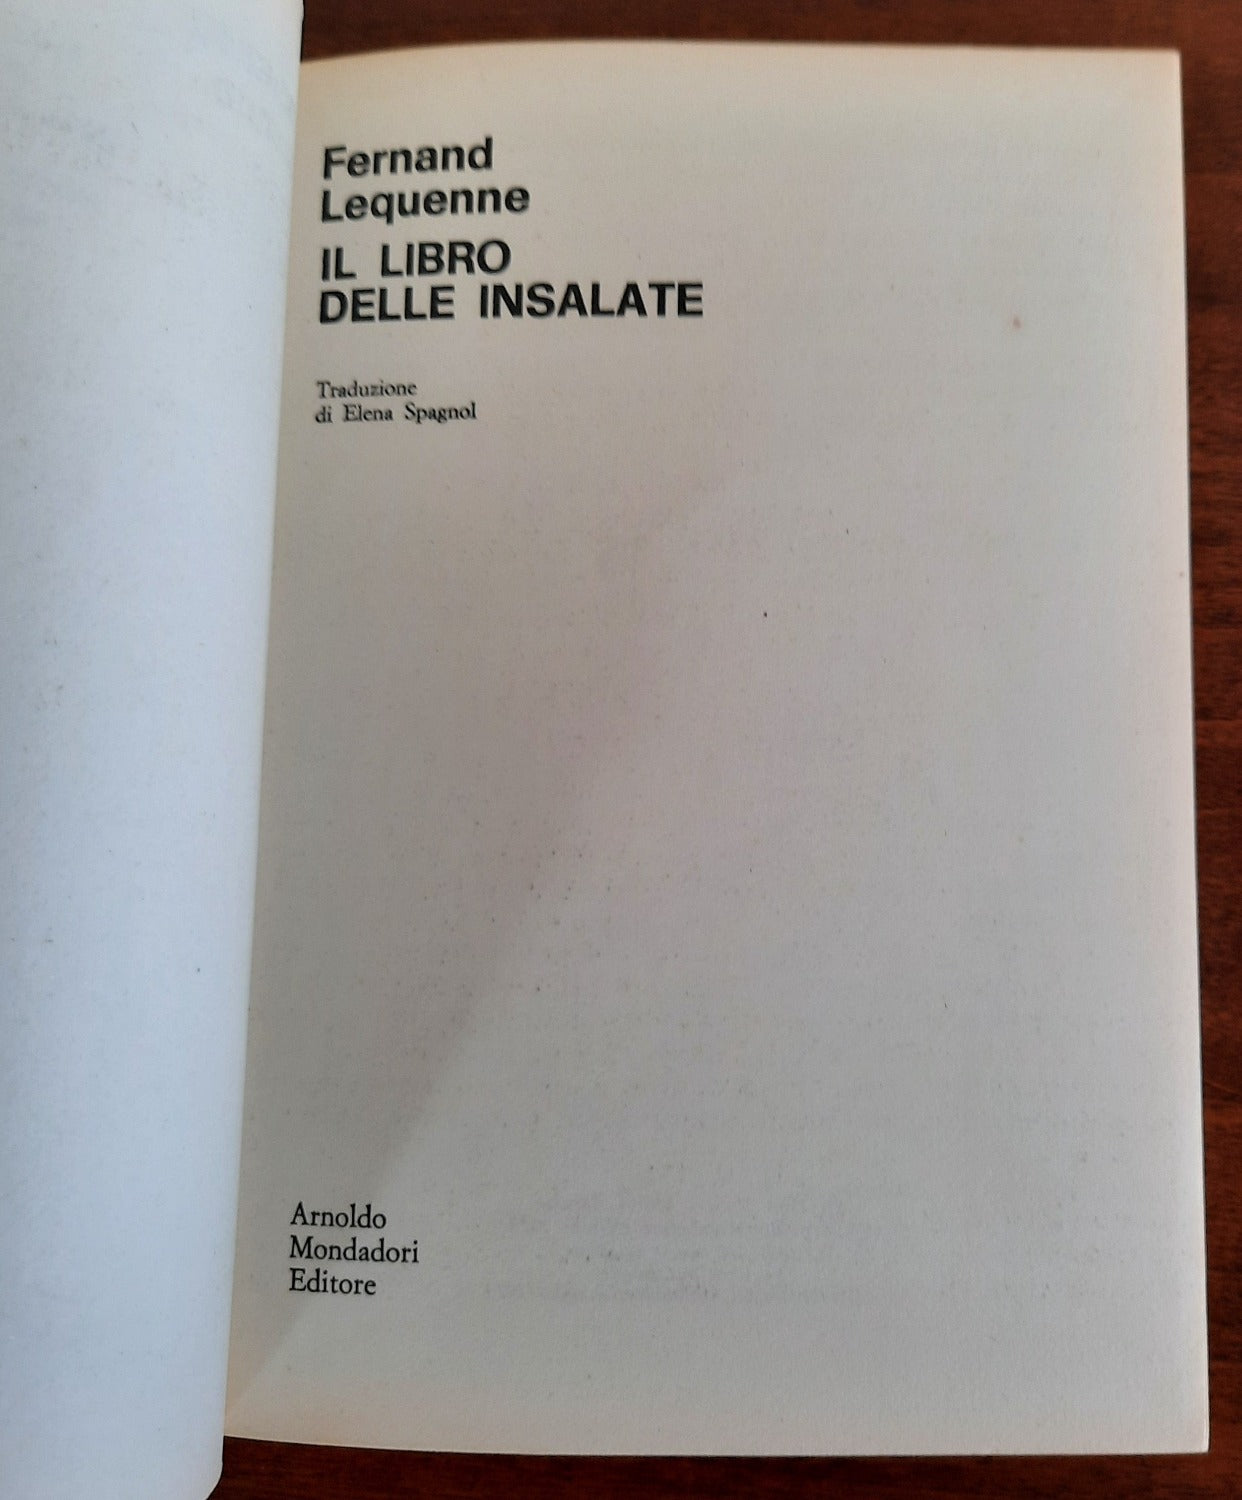 Fernand
Lequenne
IL LIBRO
DELLE INSALATE
Traduzione
di Elena Spagnol
Arnoldo
Mondadori
Editore